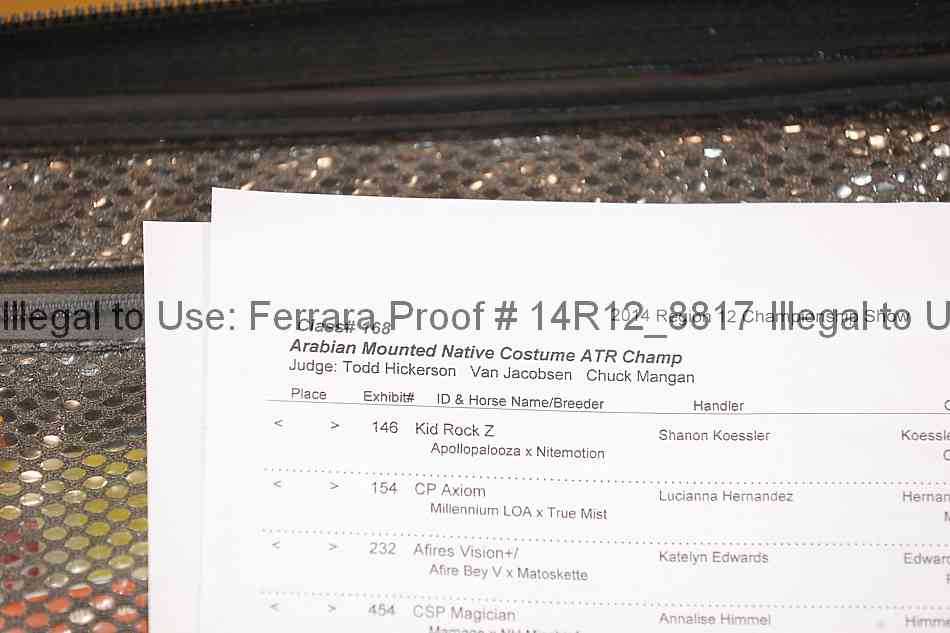 Illegal to Use: Ferrara Proof # 14R12_8817 Illegal to U
2014 Region 12 Championship Show
Class# 168
Arabian Mounted Native Costume ATR Champ
Judge: Todd Hickerson Van Jacobsen Chuck Mangan
Place Exhibit# ID & Horse Name/Breeder Handler
< > 146 Kid Rock Z Shanon Koessler Koessle
Apollopalooza x Nitemotion
< > 154 CP Axiom Lucianna Hernandez Hernan
Millennium LOA x True Mist
< > 232 Afires Vision+/ Katelyn Edwards Edward
Afire Bey V x Matoskette
< > 454 CSP Magician Annalise Himmel Himme